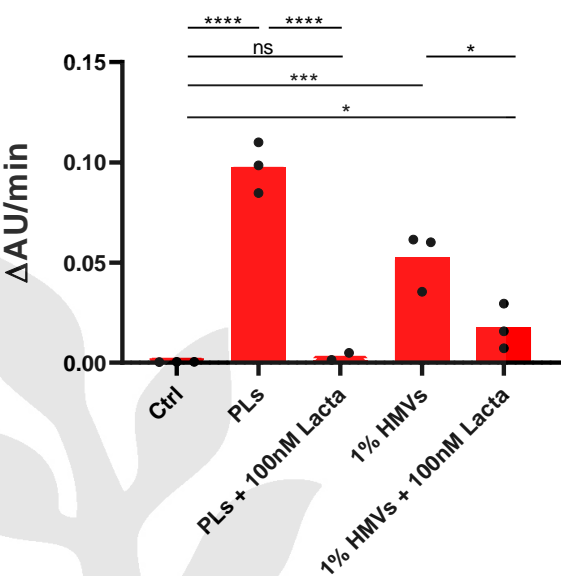 **** ****
ns *
***
*
0.15
0.10
0.05
0.00
ΔAU/min
Ctrl
PLs
PLs + 100nM Lacta
1% HMVs
1% HMVs + 100nM Lacta